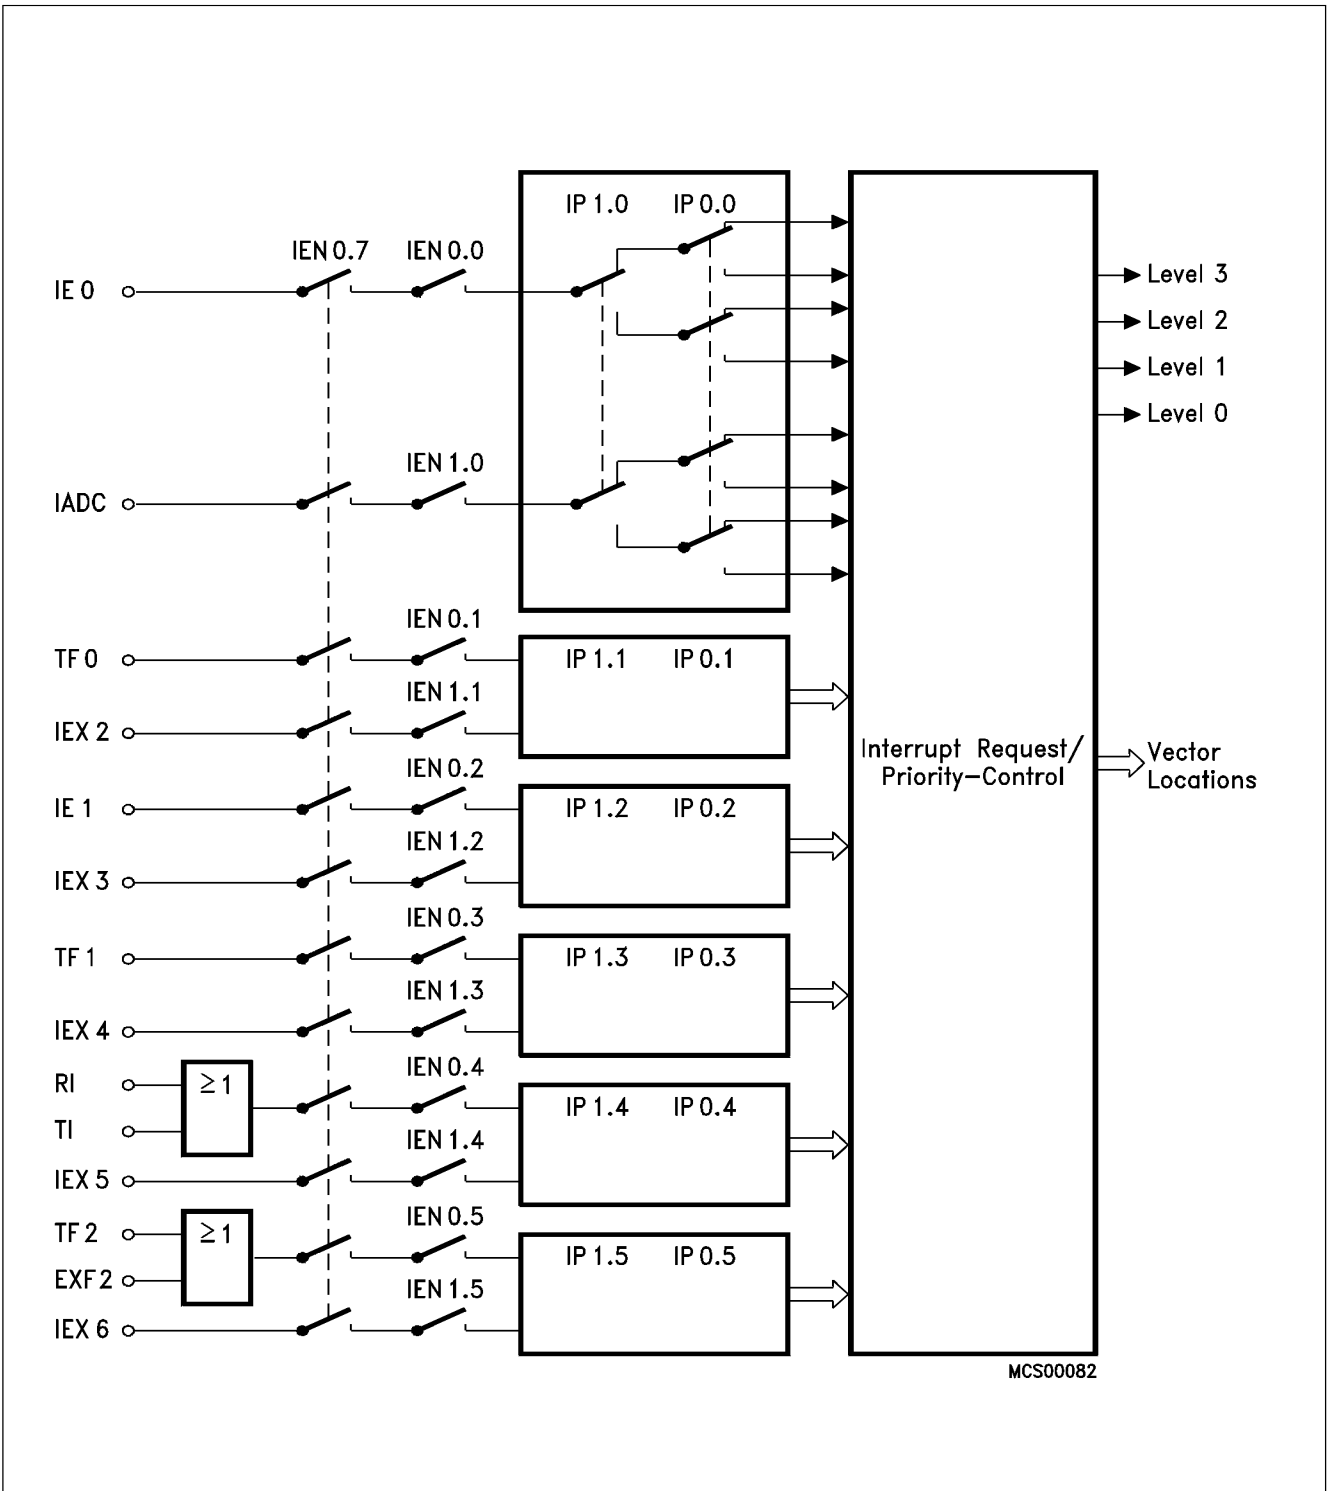 IP 1.0 IP 0.0
IEN 0.7 IEN 0.0
IE 0
Level 3
Level 2
Level 1
Level 0
IEN 1.0
IADC
IEN 0.1
TF 0
IP 1.1 IP 0.1
IEN 1.1
IEX 2
Interrupt Request/
Priority-Control
Vector
Locations
IEN 0.2
IE 1
IP 1.2 IP 0.2
IEN 1.2
IEX 3
IEN 0.3
TF 1
IP 1.3 IP 0.3
IEN 1.3
IEX 4
IEN 0.4
RI
≥1
TI
IP 1.4 IP 0.4
IEN 1.4
IEX 5
IEN 0.5
TF 2
≥1
EXF 2
IP 1.5 IP 0.5
IEN 1.5
IEX 6
MCS00082